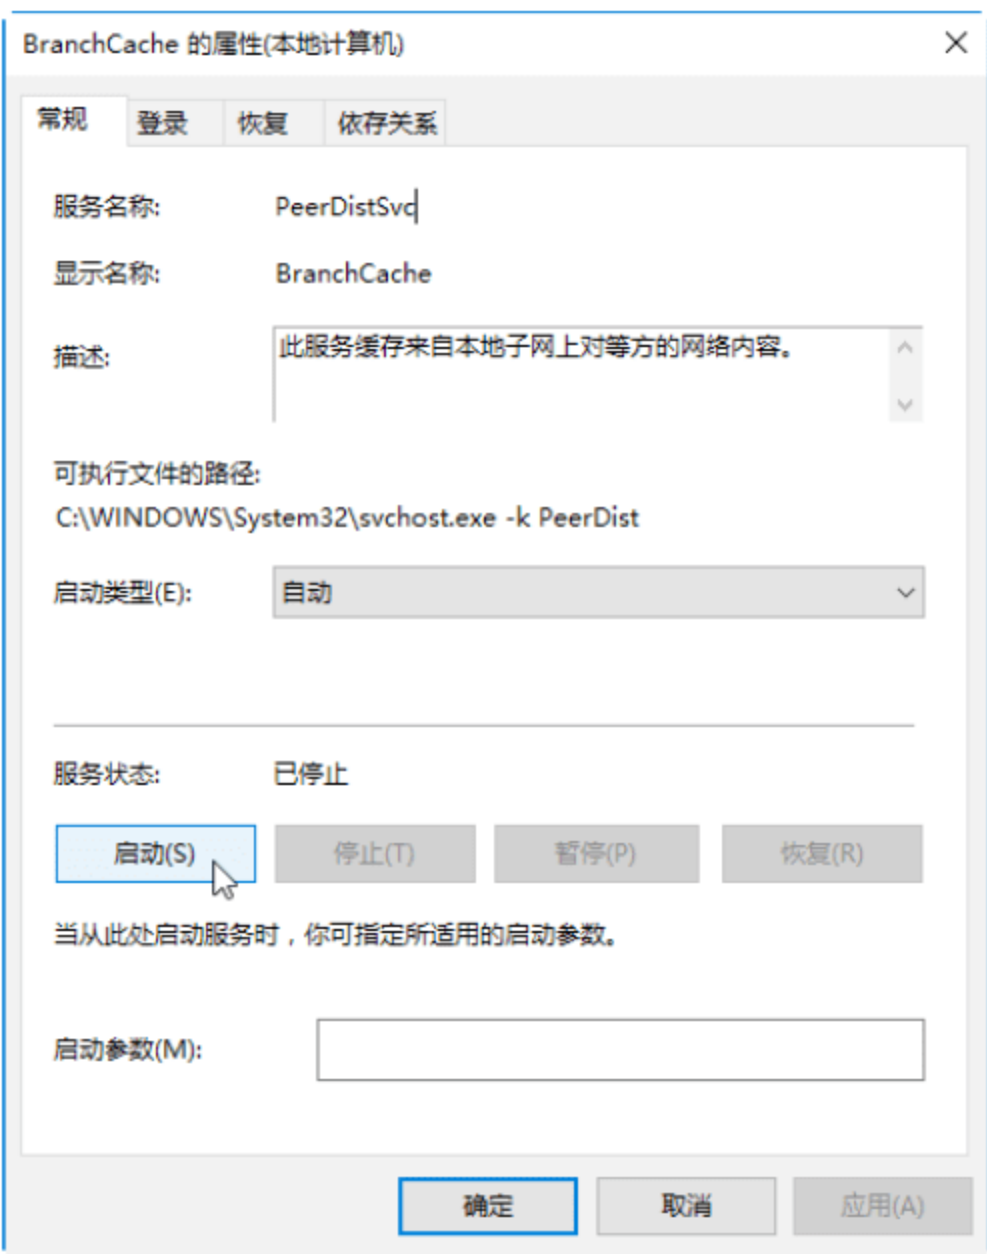 BranchCache 的属性(本地计算机)
常规 登录 恢复 依存关系
服务名称: PeerDistSvc
显示名称: BranchCache
描述: 此服务缓存来自本地子网上对等方的网络内容。
可执行文件的路径:
C:\WINDOWS\System32\svchost.exe -k PeerDist
启动类型(E): 自动
服务状态: 已停止
启动(S) 停止(T) 暂停(P) 恢复(R)
当从此处启动服务时，你可指定所适用的启动参数。
启动参数(M):
确定 取消 应用(A)